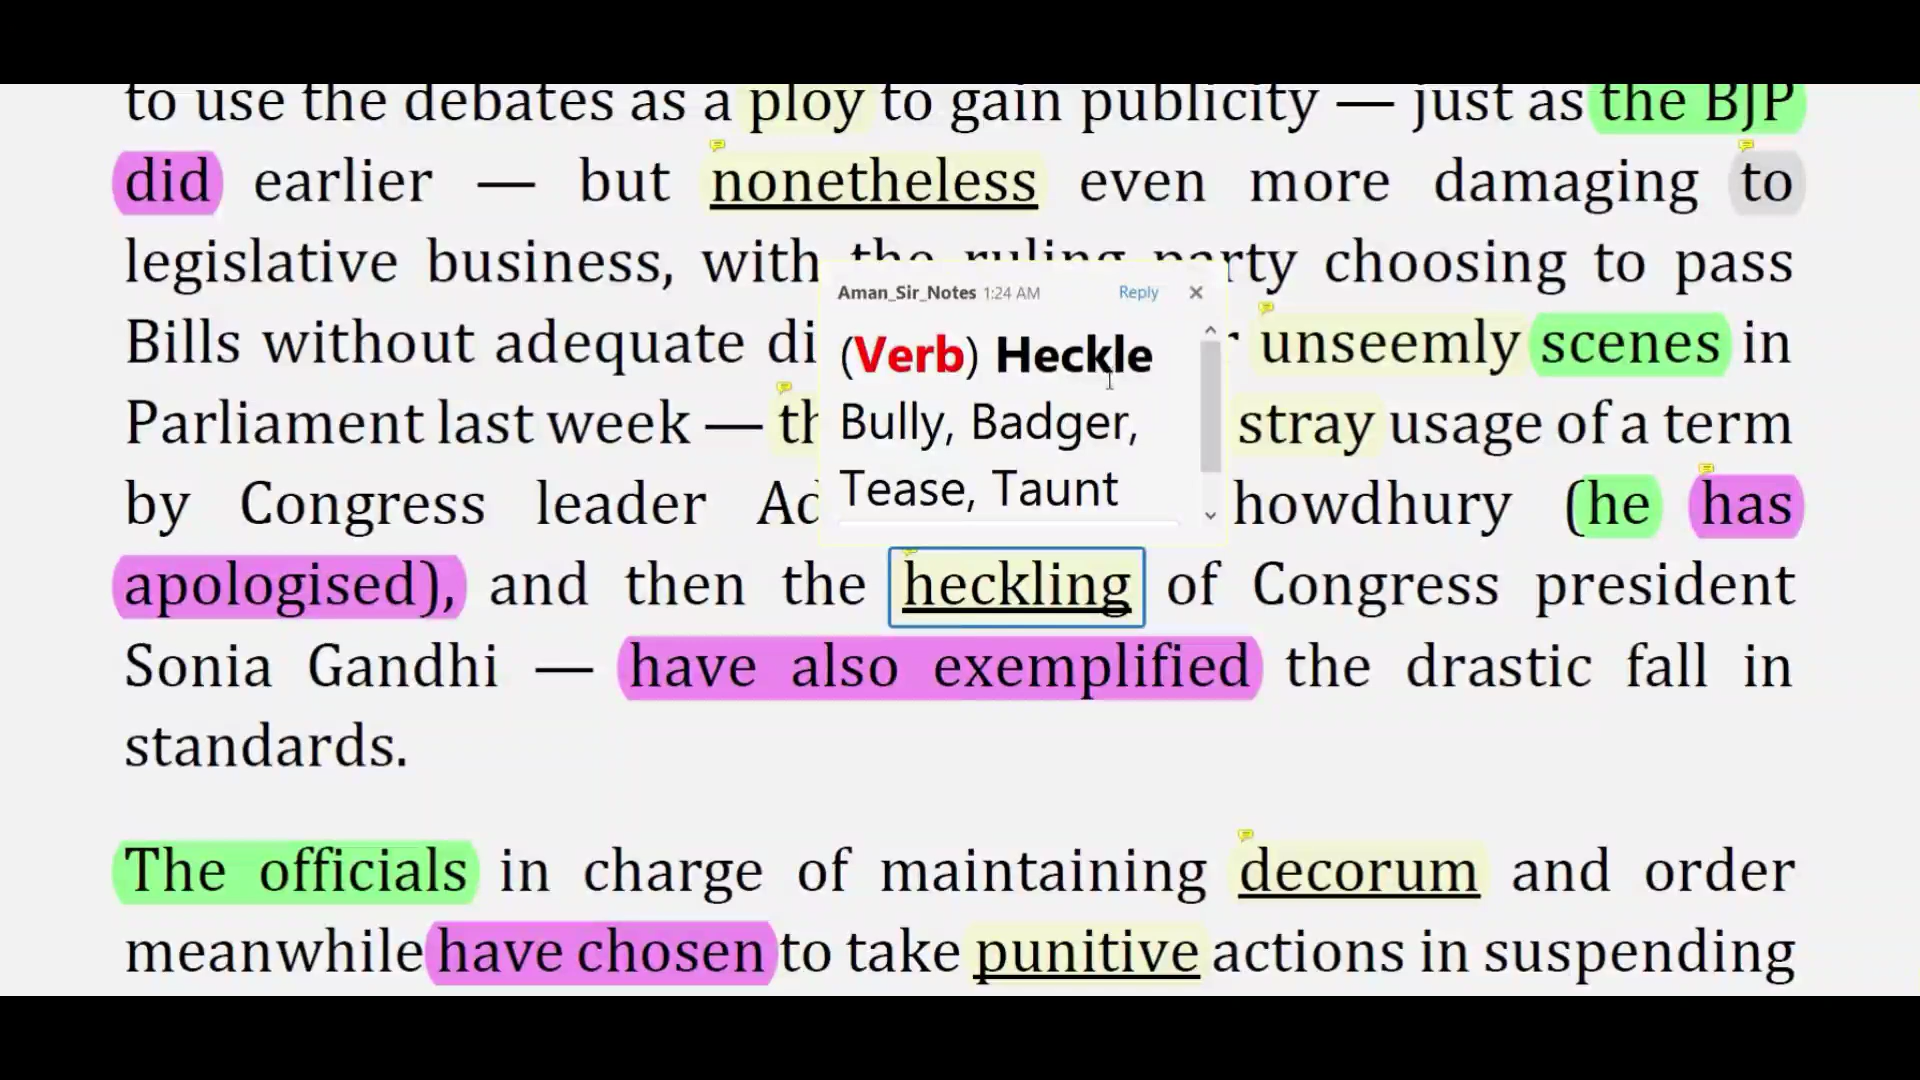 to use the debates as a ploy to gain publicity — just as the BJP
did earlier — but nonetheless even more damaging to
legislative business, with the ruling party choosing to pass
Bills without adequate di unseemly scenes in
Parliament last week — th stray usage of a term
by Congress leader Ad howdhury (he has
apologised), and then the heckling of Congress president
Sonia Gandhi — have also exemplified the drastic fall in
standards.
The officials in charge of maintaining decorum and order
meanwhile have chosen to take punitive actions in suspending
Aman_Sir_Notes 1:24 AM Reply
(Verb) Heckle
Bully, Badger,
Tease, Taunt